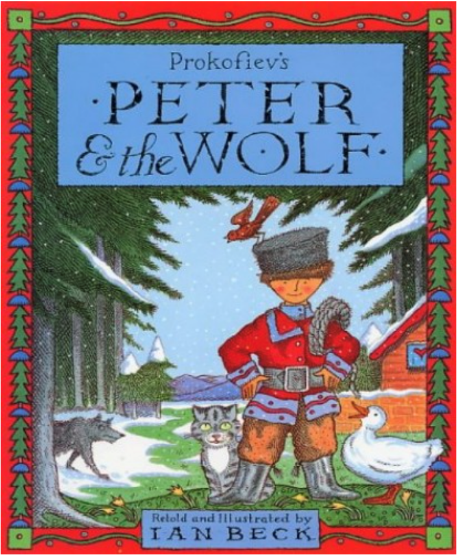 Prokofiev's
·PETER
& the WOLF·
Retold and Illustrated by
IAN BECK